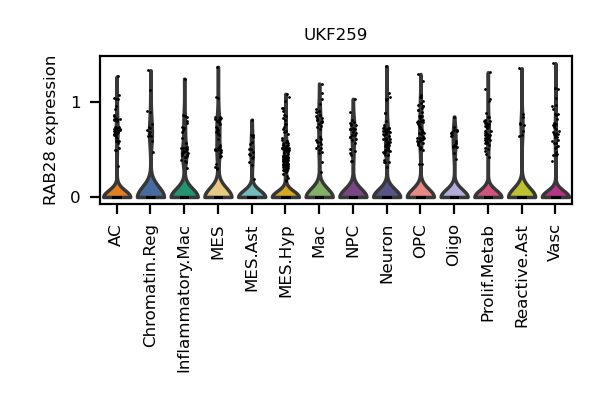 UKF259
RAB28 expression
1
0
AC
Chromatin.Reg
Inflammatory.Mac
MES
MES.Ast
MES.Hyp
Mac
NPC
Neuron
OPC
Oligo
Prolif.Metab
Reactive.Ast
Vasc